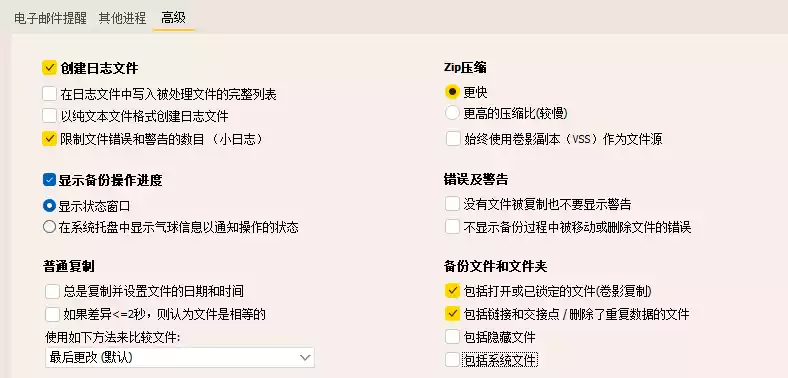 电子邮件提醒 其他进程 高级
创建日志文件
在日志文件中写入被处理文件的完整列表
以纯文本文件格式创建日志文件
限制文件错误和警告的数目 （小日志）
显示备份操作进度
显示状态窗口
在系统托盘中显示气球信息以通知操作的状态
普通复制
总是复制并设置文件的日期和时间
如果差异<=2秒，则认为文件是相等的
使用如下方法来比较文件:
最后更改 (默认)
Zip压缩
更快
更高的压缩比(较慢)
始终使用卷影副本（VSS）作为文件源
错误及警告
没有文件被复制也不要显示警告
不显示备份过程中被移动或删除文件的错误
备份文件和文件夹
包括打开或已锁定的文件(卷影复制)
包括链接和交接点 / 删除了重复数据的文件
包括隐藏文件
包括系统文件